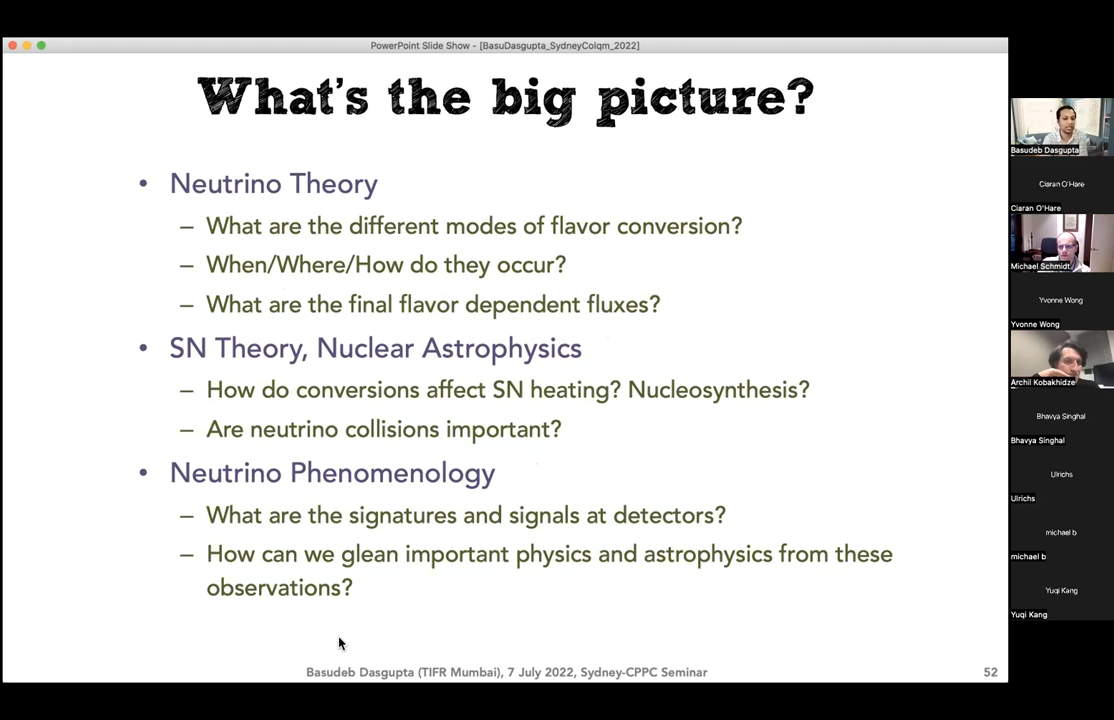 PowerPoint Slide Show - [BasuDasgupta_SydneyColqm_2022]
What's the big picture?
• Neutrino Theory
– What are the different modes of flavor conversion?
– When/Where/How do they occur?
– What are the final flavor dependent fluxes?
• SN Theory, Nuclear Astrophysics
– How do conversions affect SN heating? Nucleosynthesis?
– Are neutrino collisions important?
• Neutrino Phenomenology
– What are the signatures and signals at detectors?
– How can we glean important physics and astrophysics from these
observations?
Basudeb Dasgupta (TIFR Mumbai), 7 July 2022, Sydney-CPPC Seminar
52
Basudeb Dasgupta
Ciaran O'Hare
Ciaran O'Hare
Michael Schmidt
Yvonne Wong
Yvonne Wong
Archil Kobakhidze
Bhavya Singhal
Bhavya Singhal
Ulrichs
Ulrichs
michael b
michael b
Yuqi Kang
Yuqi Kang